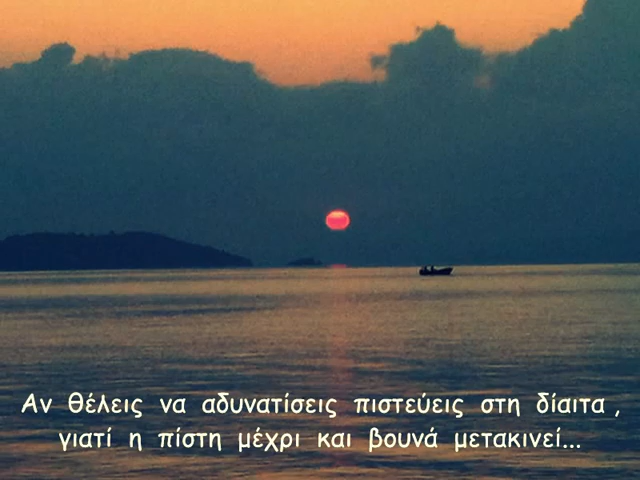 Αν θέλεις να αδυνατίσεις πιστεύεις στη δίαιτα ,
γιατί η πίστη μέχρι και βουνά μετακινεί...